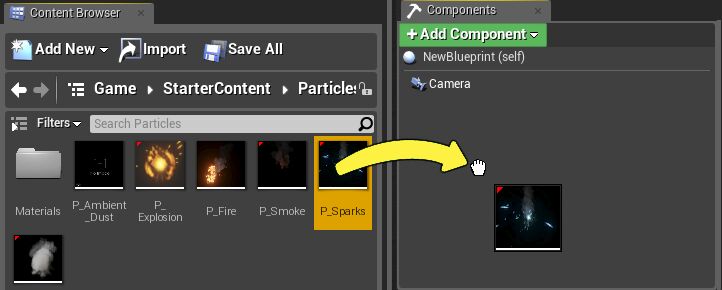 Content Browser
Components
Add New
Import
Save All
+ Add Component
NewBlueprint (self)
Camera
Game
StarterContent
Particles
Filters
Search Particles
Materials
P_Ambient_Dust
P_Explosion
P_Fire
P_Smoke
P_Sparks